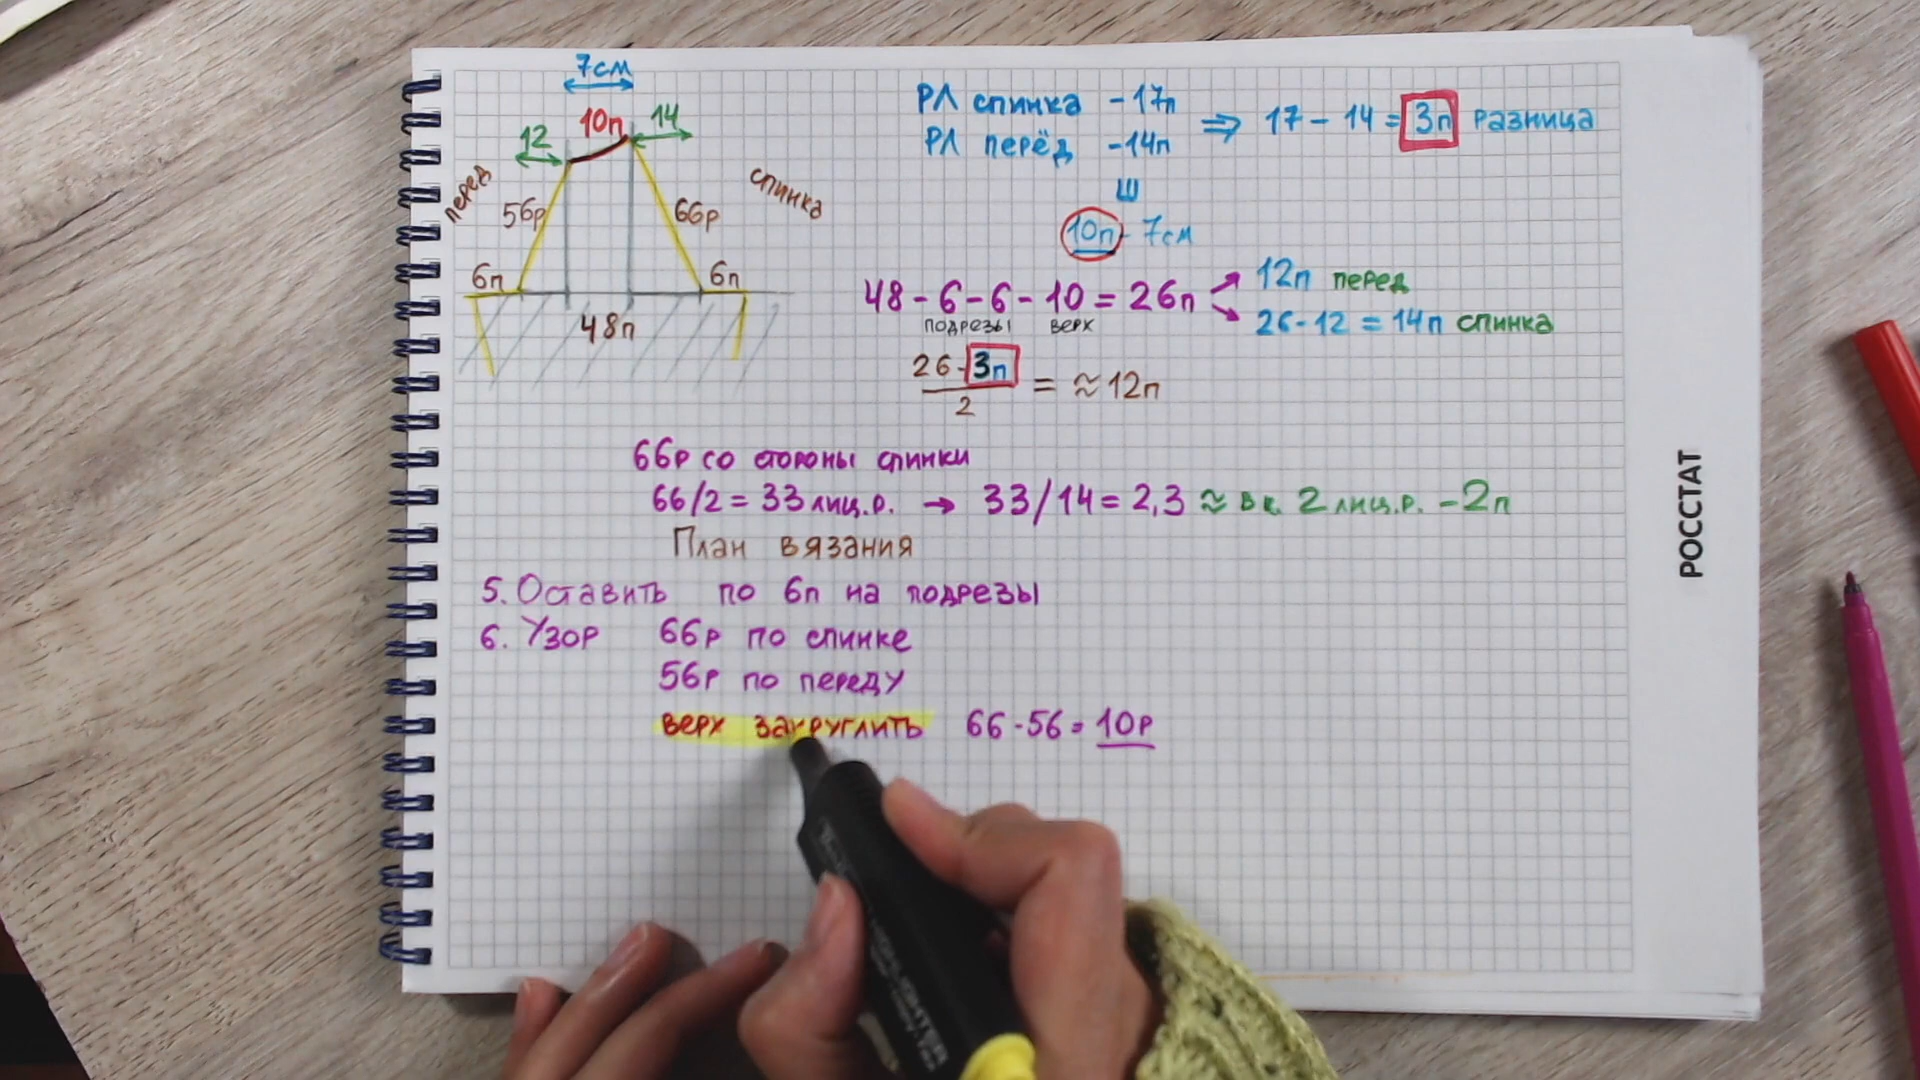 7см
10п
12
14
перед
спинка
56р
66р
6п
6п
48п
РЛ спинка - 17п
РЛ перёд - 14п
⇒ 17 - 14 = 3п разница
10п - 7см
48 - 6 - 6 - 10 = 26п
подрезы верх
12п перед
26 - 12 = 14п спинка
26 - 3п
2
= ≈ 12п
66р со стороны спинки
66/2 = 33 лиц.р. → 33/14 = 2,3 ≈ в к. 2 лиц.р. - 2п
План вязания
5. Оставить по 6п на подрезы
6. Узор 66р по спинке
56р по переду
верх закруглить 66 - 56 = 10р
РОССТАТ